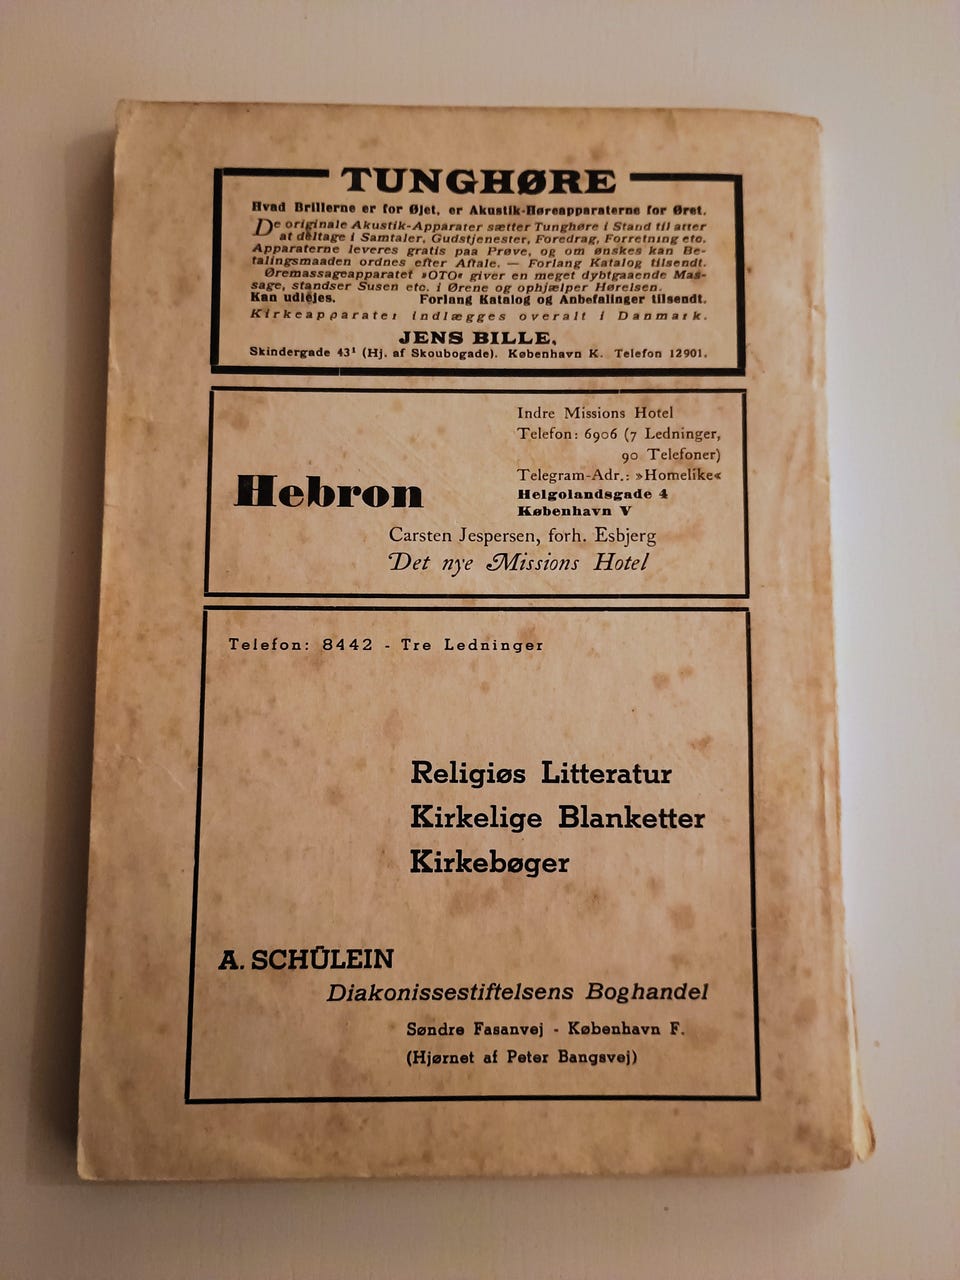 TUNGHØRE
Hvad Brillerne er for Øjet, er Akustik-Høreapparaterne for Øret.
De originale Akustik-Apparater sætter Tunghøre i Stand til atter
at deltage i Samtaler, Gudstjenester, Foredrag, Forretning etc.
Apparaterne leveres gratis paa Prøve, og om ønskes kan Be-
talingsmaaden ordnes efter Aftale. — Forlang Katalog tilsendt.
Øremassageapparatet »OTO« giver en meget dybtgaaende Mas-
sage, standser Susen etc. i Ørene og ophjælper Hørelsen.
Kan udlejes. Forlang Katalog og Anbefalinger tilsendt.
Kirkeapparater indlægges overalt i Danmark.
JENS BILLE,
Skindergade 43¹ (Hj. af Skoubogade). København K. Telefon 12901.
Hebron
Indre Missions Hotel
Telefon: 6906 (7 Ledninger,
90 Telefoner)
Telegram-Adr.: »Homelike«
Helgolandsgade 4
København V
Carsten Jespersen, forh. Esbjerg
Det nye Missions Hotel
Telefon: 8442 - Tre Ledninger
Religiøs Litteratur
Kirkelige Blanketter
Kirkebøger
A. SCHÜLEIN
Diakonissestiftelsens Boghandel
Søndre Fasanvej - København F.
(Hjørnet af Peter Bangsvej)